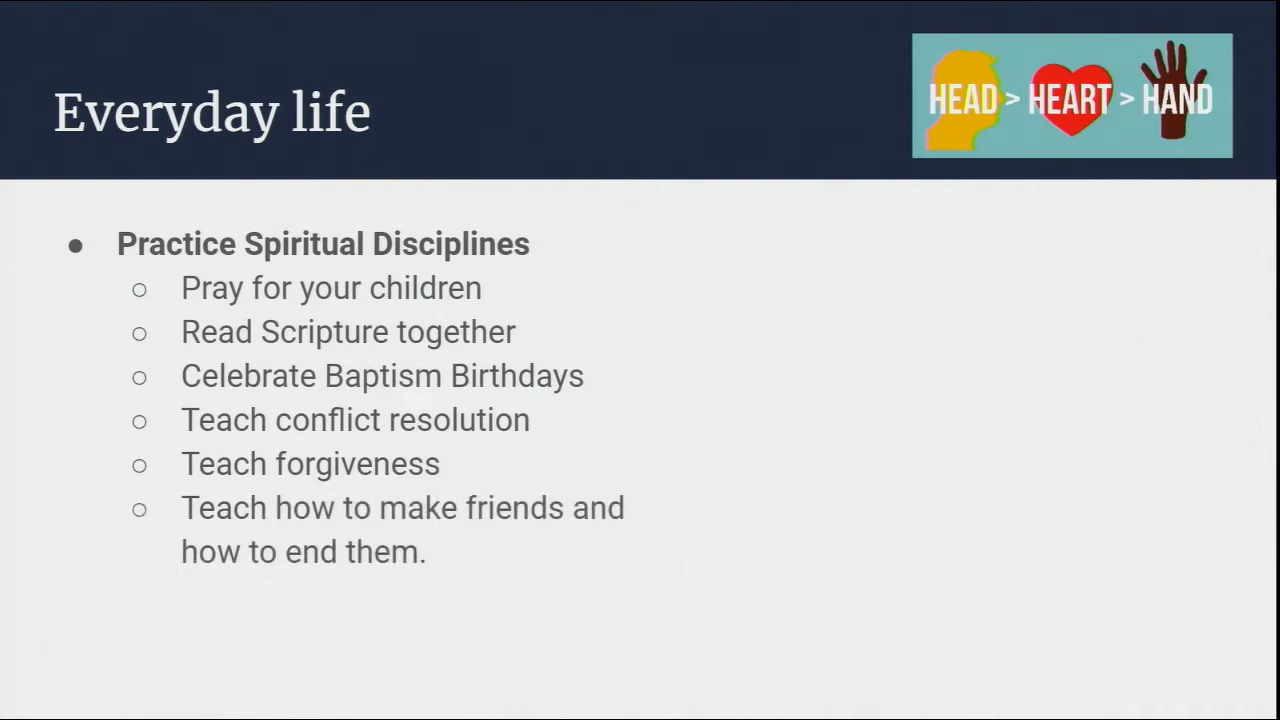 Everyday life
HEAD > HEART > HAND
● Practice Spiritual Disciplines
○ Pray for your children
○ Read Scripture together
○ Celebrate Baptism Birthdays
○ Teach conflict resolution
○ Teach forgiveness
○ Teach how to make friends and
how to end them.